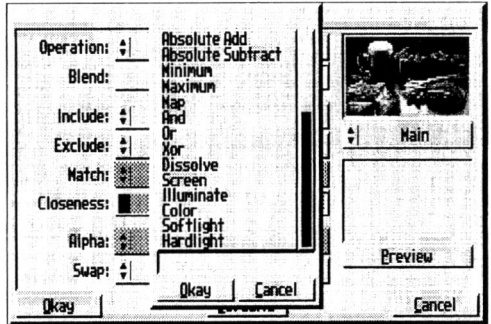 Operation:
Blend:
Include:
Exclude:
Match:
Closeness:
Alpha:
Swap:
Okay
Absolute Add
Absolute Subtract
Minimum
Maximum
Map
And
Or
Xor
Dissolve
Screen
Illuminate
Color
Softlight
Hardlight
Okay
Cancel
Main
Preview
Cancel